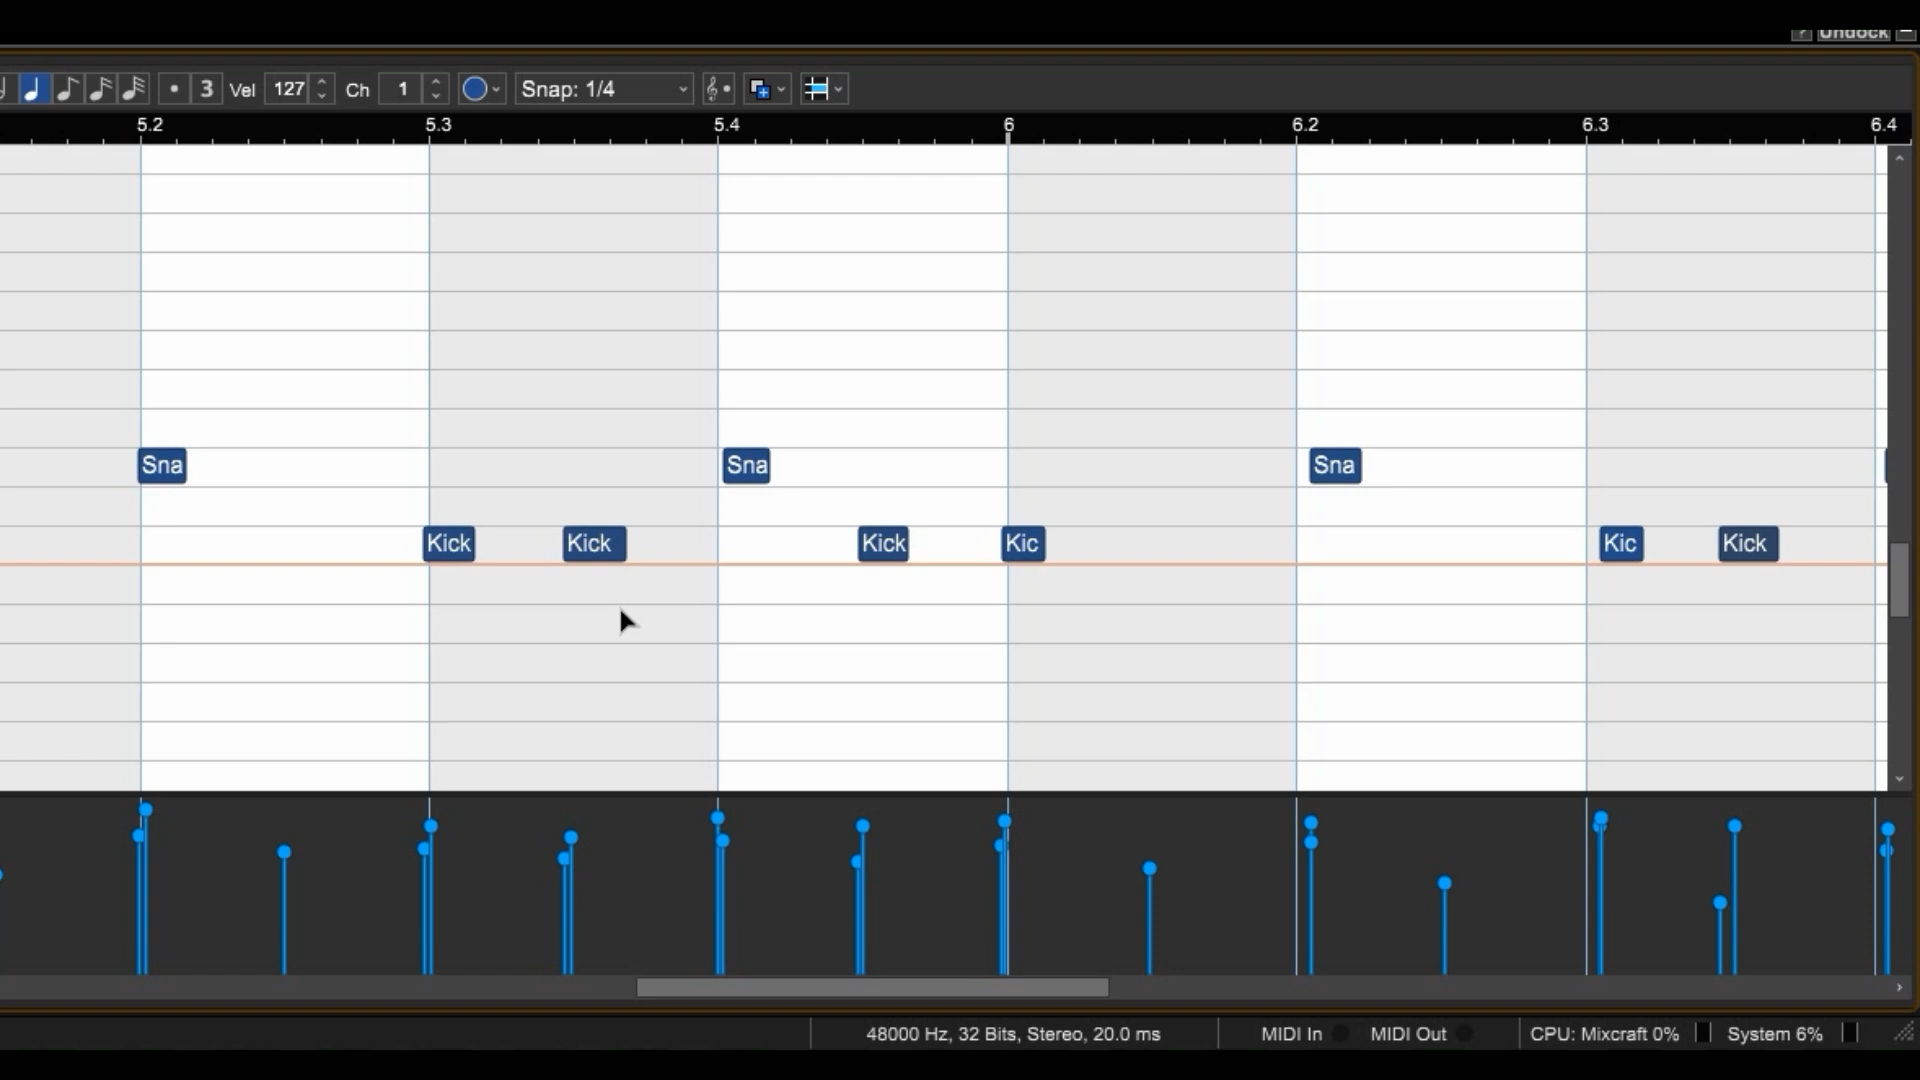 Undock
3 Vel 127 Ch 1 Snap: 1/4
5.2 5.3 5.4 6 6.2 6.3 6.4
Sna Sna Sna
Kick Kick Kick Kic Kic Kick
48000 Hz, 32 Bits, Stereo, 20.0 ms MIDI In MIDI Out CPU: Mixcraft 0% System 6%